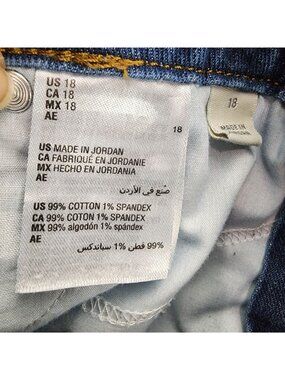 US 18
CA 18
MX 18
AE
18
US MADE IN JORDAN
CA FABRIQUÉ EN JORDANIE
MX HECHO EN JORDANIA
AE
صنع في الأردن
US 99% COTTON 1% SPANDEX
CA 99% COTON 1% SPANDEX
MX 99% algodón 1% spandex
AE
99% قطن 1% سباندكس
18
MADE IN
JORDAN